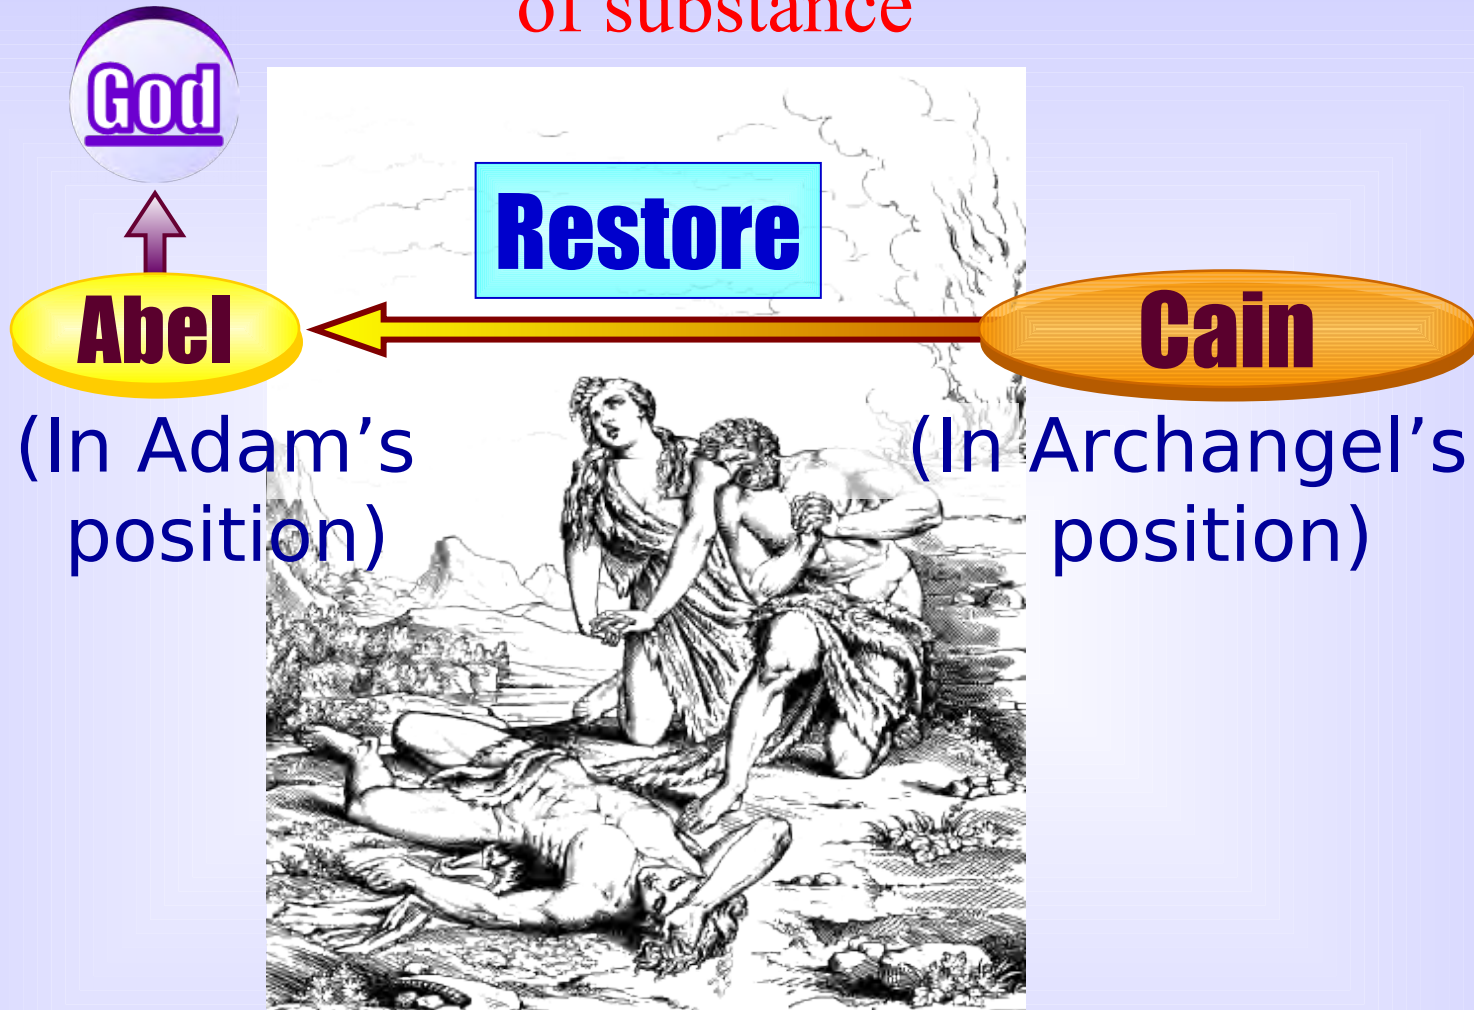 of substance
God
Restore
Abel
Cain
(In Adam’s
position)
(In Archangel’s
position)